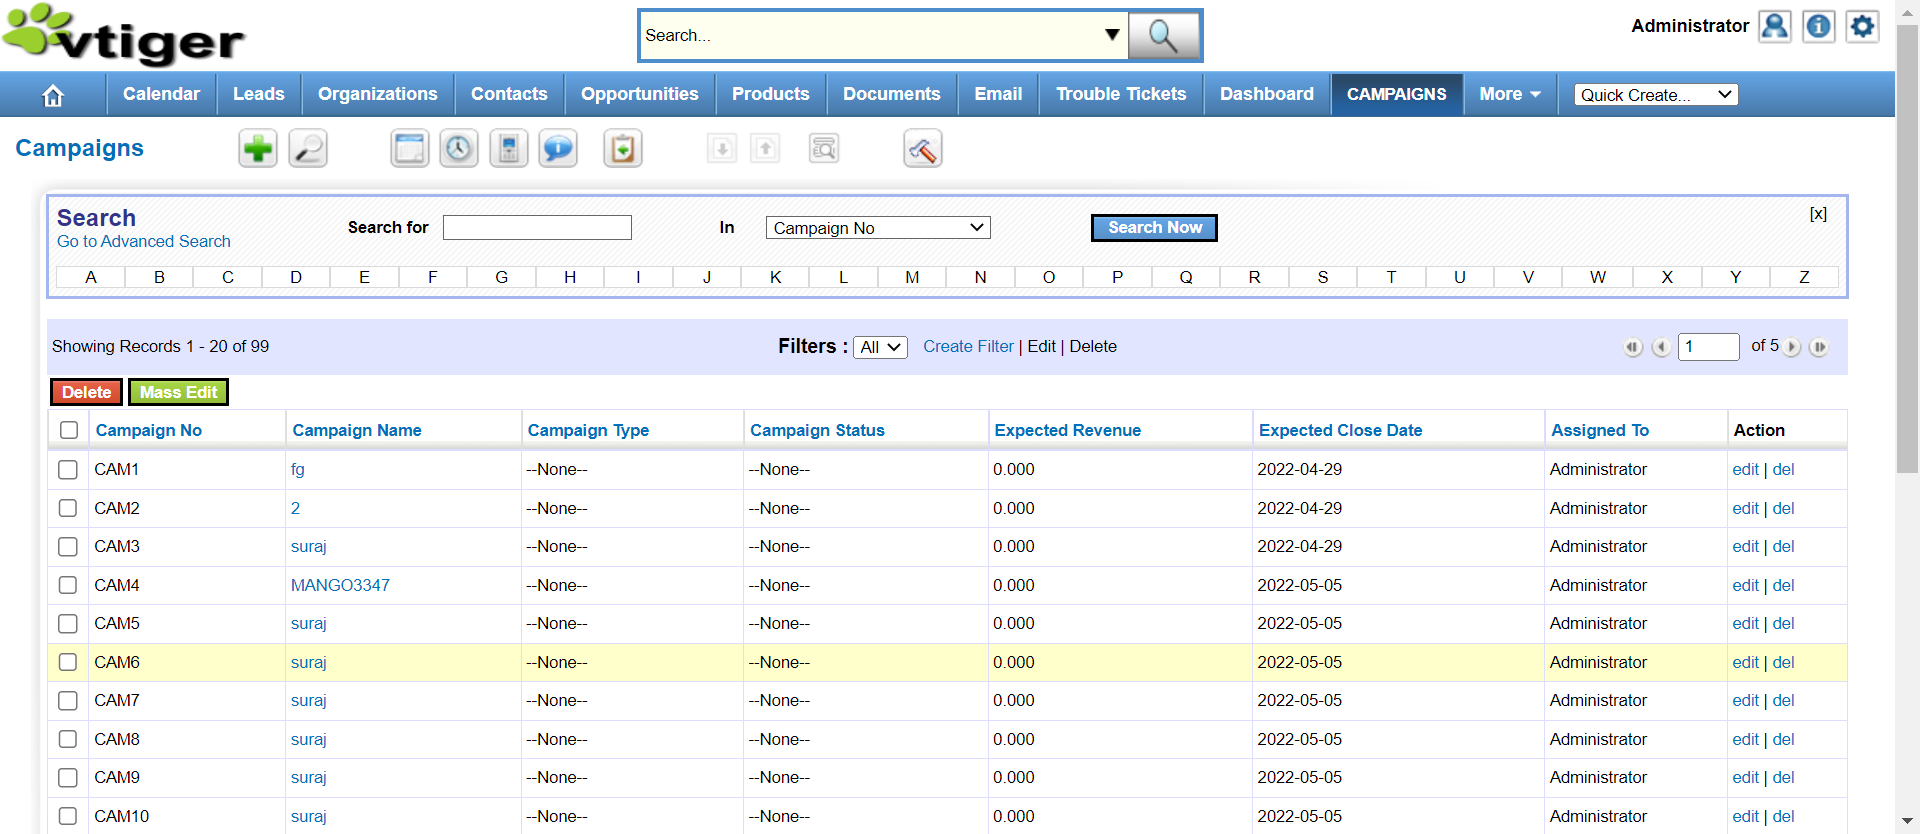 vtiger
Search...
Administrator
Calendar Leads Organizations Contacts Opportunities Products Documents Email Trouble Tickets Dashboard CAMPAIGNS More Quick Create...
Campaigns
Search
Go to Advanced Search
Search for In Campaign No Search Now [x]
A B C D E F G H I J K L M N O P Q R S T U V W X Y Z
Showing Records 1 - 20 of 99 Filters : All Create Filter | Edit | Delete 1 of 5
Delete Mass Edit
Campaign No Campaign Name Campaign Type Campaign Status Expected Revenue Expected Close Date Assigned To Action
CAM1 fg --None-- --None-- 0.000 2022-04-29 Administrator edit | del
CAM2 2 --None-- --None-- 0.000 2022-04-29 Administrator edit | del
CAM3 suraj --None-- --None-- 0.000 2022-04-29 Administrator edit | del
CAM4 MANGO3347 --None-- --None-- 0.000 2022-05-05 Administrator edit | del
CAM5 suraj --None-- --None-- 0.000 2022-05-05 Administrator edit | del
CAM6 suraj --None-- --None-- 0.000 2022-05-05 Administrator edit | del
CAM7 suraj --None-- --None-- 0.000 2022-05-05 Administrator edit | del
CAM8 suraj --None-- --None-- 0.000 2022-05-05 Administrator edit | del
CAM9 suraj --None-- --None-- 0.000 2022-05-05 Administrator edit | del
CAM10 suraj --None-- --None-- 0.000 2022-05-05 Administrator edit | del